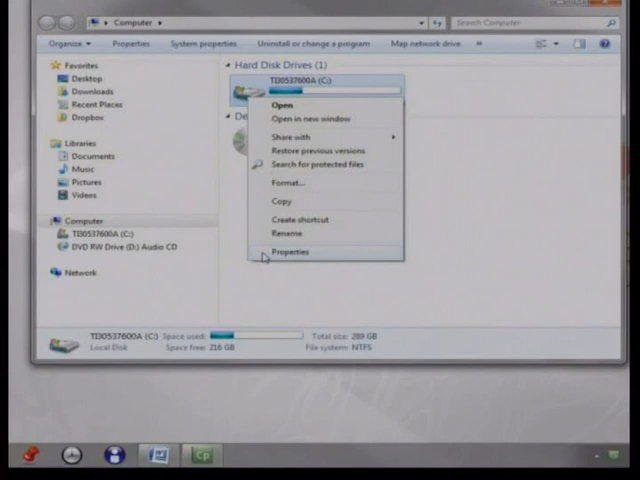 Computer
Search Computer
Organize
Properties
System properties
Uninstall or change a program
Map network drive
»
Favorites
Desktop
Downloads
Recent Places
Dropbox
Libraries
Documents
Music
Pictures
Videos
Computer
TI30537600A (C:)
DVD RW Drive (D:) Audio CD
Network
Hard Disk Drives (1)
TI30537600A (C:)
De
Open
Open in new window
Share with
Restore previous versions
Search for protected files
Format...
Copy
Create shortcut
Rename
Properties
TI30537600A (C:) Space used: Total size: 289 GB
Local Disk Space free: 216 GB File system: NTFS
Cp